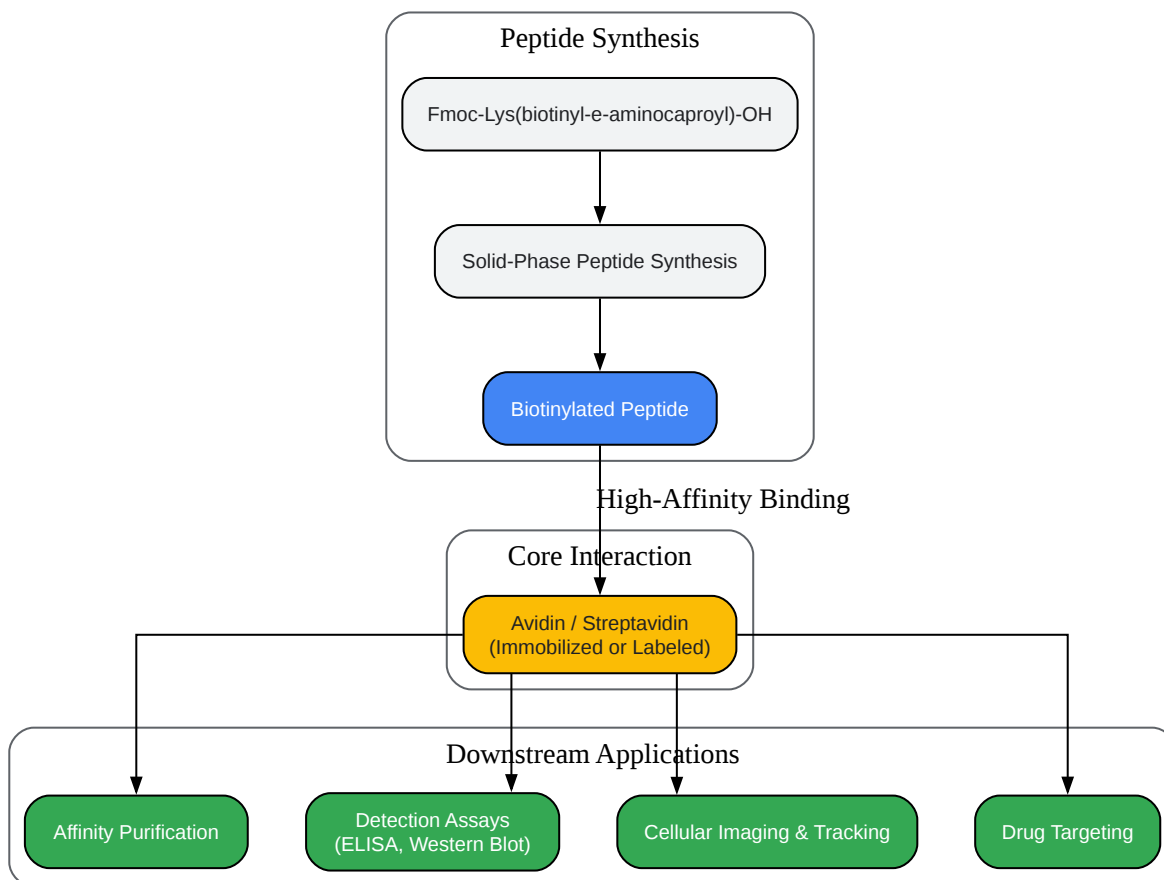 Peptide Synthesis
Fmoc-Lys(biotinyl-e-aminocaproyl)-OH
Solid-Phase Peptide Synthesis
Biotinylated Peptide
High-Affinity Binding
Core Interaction
Avidin / Streptavidin
(Immobilized or Labeled)
Downstream Applications
Affinity Purification
Detection Assays
(ELISA, Western Blot)
Cellular Imaging & Tracking
Drug Targeting